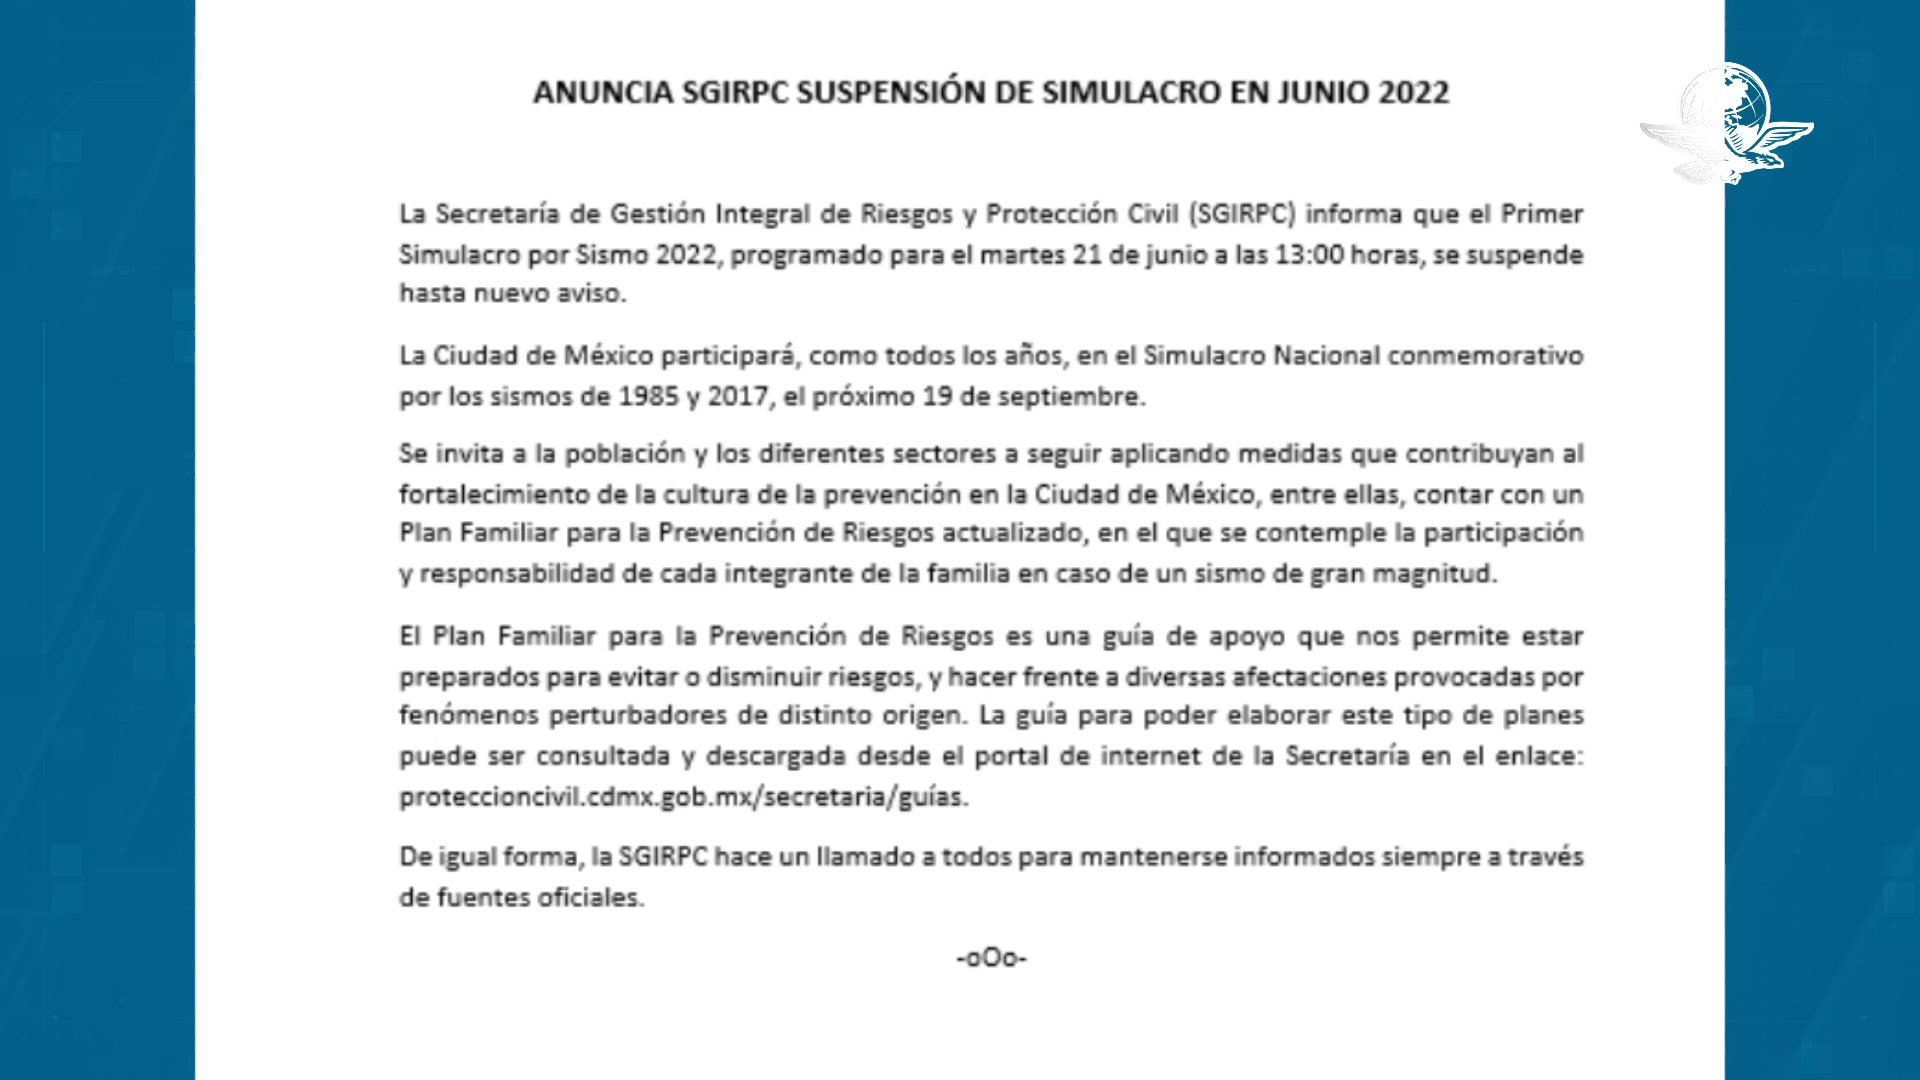 ANUNCIA SGIRPC SUSPENSIÓN DE SIMULACRO EN JUNIO 2022
La Secretaría de Gestión Integral de Riesgos y Protección Civil (SGIRPC) informa que el Primer
Simulacro por Sismo 2022, programado para el martes 21 de junio a las 13:00 horas, se suspende
hasta nuevo aviso.
La Ciudad de México participará, como todos los años, en el Simulacro Nacional conmemorativo
por los sismos de 1985 y 2017, el próximo 19 de septiembre.
Se invita a la población y los diferentes sectores a seguir aplicando medidas que contribuyan al
fortalecimiento de la cultura de la prevención en la Ciudad de México, entre ellas, contar con un
Plan Familiar para la Prevención de Riesgos actualizado, en el que se contemple la participación
y responsabilidad de cada integrante de la familia en caso de un sismo de gran magnitud.
El Plan Familiar para la Prevención de Riesgos es una guía de apoyo que nos permite estar
preparados para evitar o disminuir riesgos, y hacer frente a diversas afectaciones provocadas por
fenómenos perturbadores de distinto origen. La guía para poder elaborar este tipo de planes
puede ser consultada y descargada desde el portal de internet de la Secretaría en el enlace:
proteccioncivil.cdmx.gob.mx/secretaria/guías.
De igual forma, la SGIRPC hace un llamado a todos para mantenerse informados siempre a través
de fuentes oficiales.
-oOo-